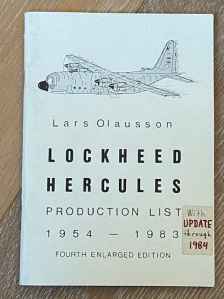 Lars Olausson
LOCKHEED
HERCULES
PRODUCTION LIST
1954 — 1983
FOURTH ENLARGED EDITION
With
UPDATE
through
1984